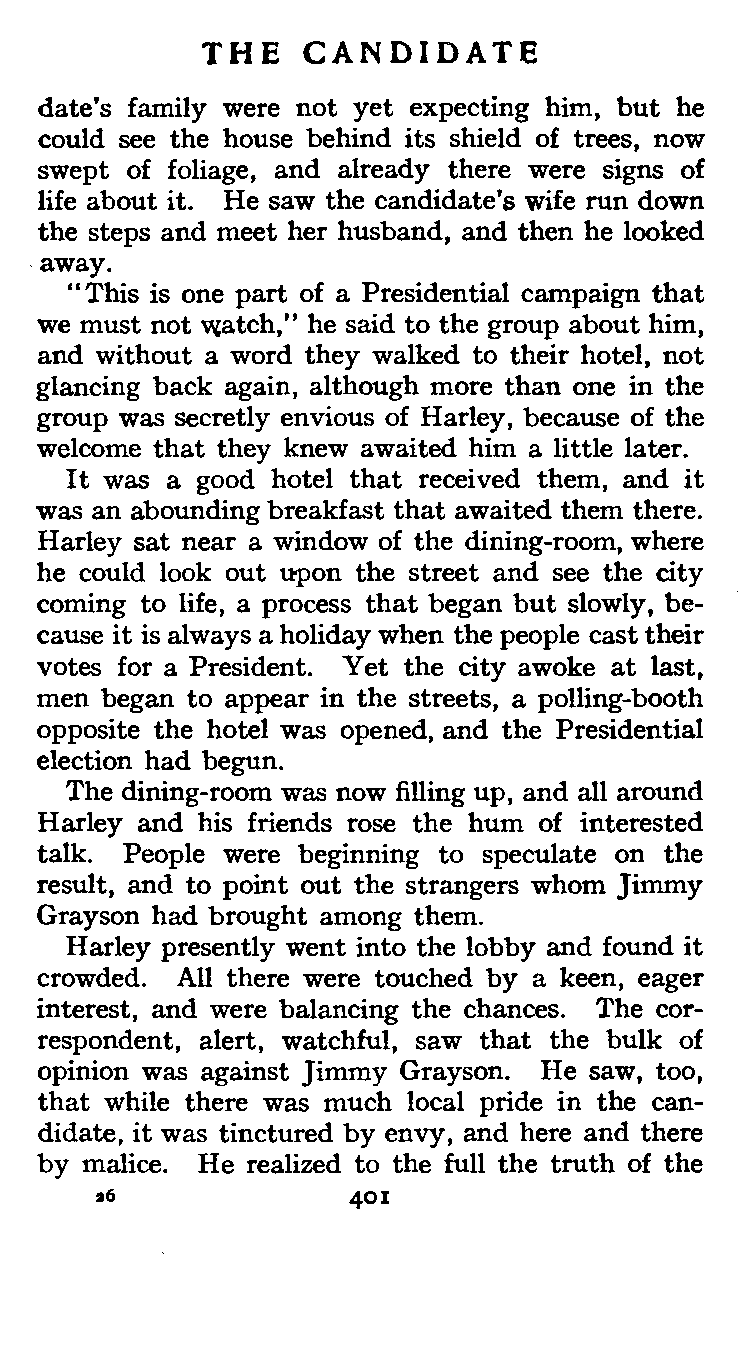 THE CANDIDATE
date's family were not yet expecting him, but he
could see the house behind its shield of trees, now
swept of foliage, and already there were signs of
life about it. He saw the candidate's wife run down
the steps and meet her husband, and then he looked
away.
"This is one part of a Presidential campaign that
we must not watch," he said to the group about him,
and without a word they walked to their hotel, not
glancing back again, although more than one in the
group was secretly envious of Harley, because of the
welcome that they knew awaited him a little later.
It was a good hotel that received them, and it
was an abounding breakfast that awaited them there.
Harley sat near a window of the dining-room, where
he could look out upon the street and see the city
coming to life, a process that began but slowly, be-
cause it is always a holiday when the people cast their
votes for a President. Yet the city awoke at last,
men began to appear in the streets, a polling-booth
opposite the hotel was opened, and the Presidential
election had begun.
The dining-room was now filling up, and all around
Harley and his friends rose the hum of interested
talk. People were beginning to speculate on the
result, and to point out the strangers whom Jimmy
Grayson had brought among them.
Harley presently went into the lobby and found it
crowded. All there were touched by a keen, eager
interest, and were balancing the chances. The cor-
respondent, alert, watchful, saw that the bulk of
opinion was against Jimmy Grayson. He saw, too,
that while there was much local pride in the can-
didate, it was tinctured by envy, and here and there
by malice. He realized to the full the truth of the
26 401